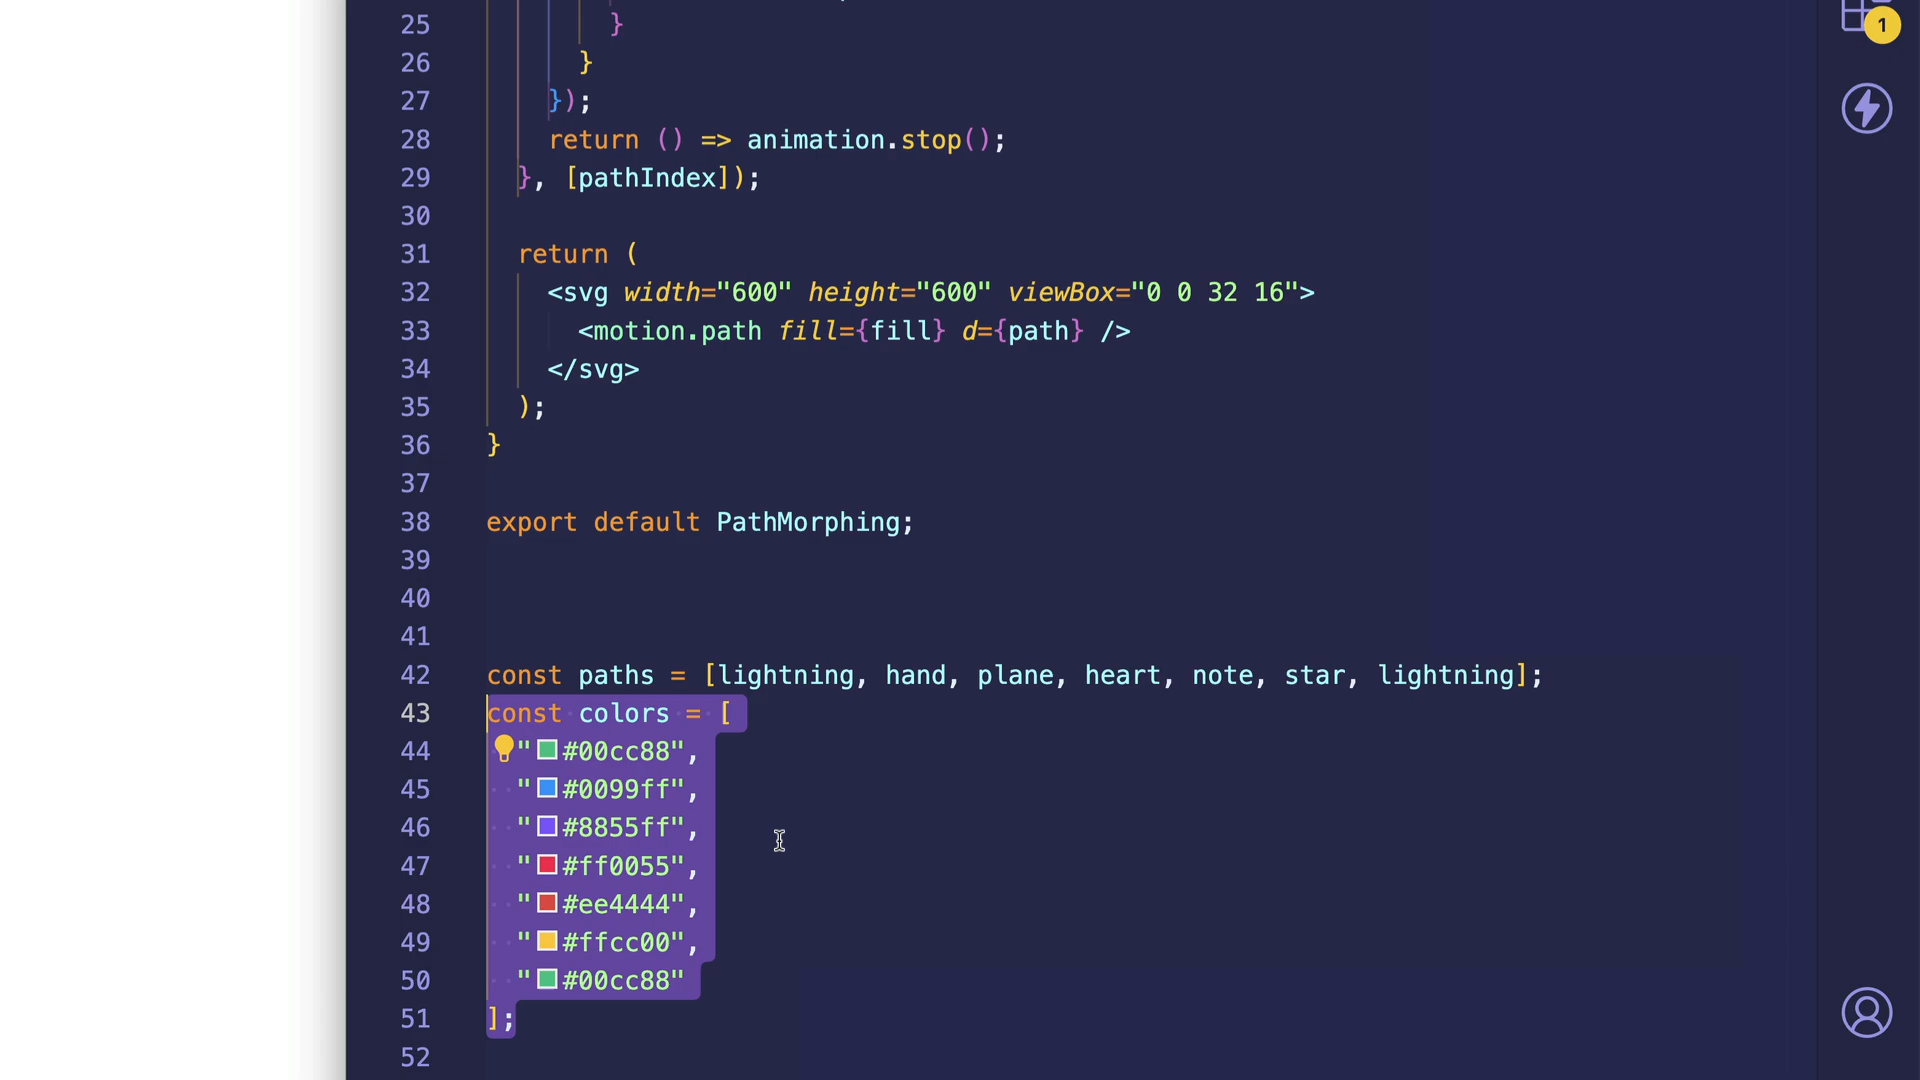 25 }
26 }
27 });
28 return () => animation.stop();
29 }, [pathIndex]);
30
31 return (
32 <svg width="600" height="600" viewBox="0 0 32 16">
33 <motion.path fill={fill} d={path} />
34 </svg>
35 );
36 }
37
38 export default PathMorphing;
39
40
41
42 const paths = [lightning, hand, plane, heart, note, star, lightning];
43 const colors = [
44 "#00cc88",
45 "#0099ff",
46 "#8855ff",
47 "#ff0055",
48 "#ee4444",
49 "#ffcc00",
50 "#00cc88"
51 ];
52
1